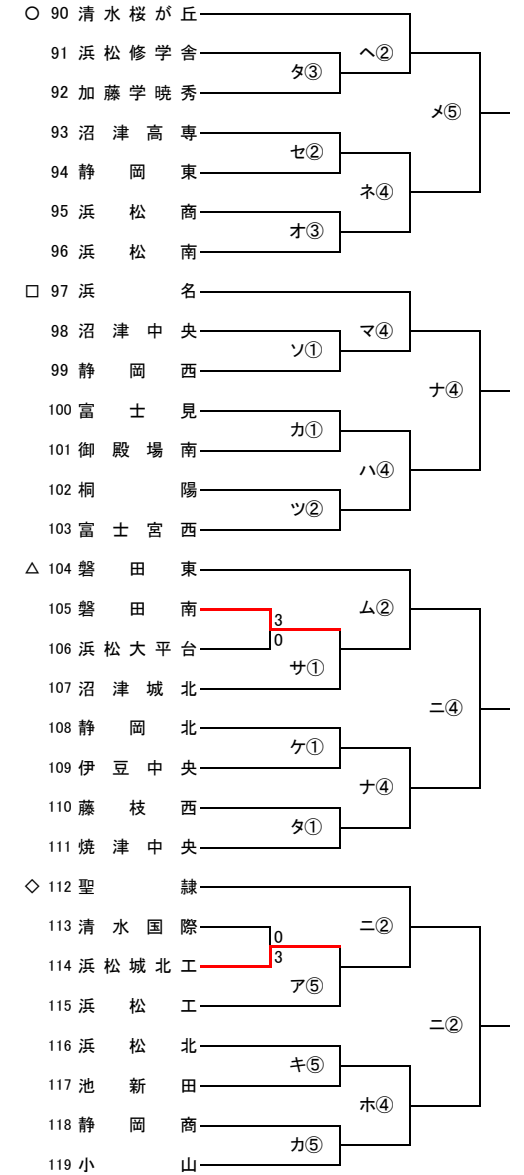 ○ 90 清水桜が丘
ヘ②
91 浜松修学舎
タ③
92 加藤学暁秀
メ⑤
93 沼津高専
セ②
94 静岡東
ネ④
95 浜松商
オ③
96 浜松南
□ 97 浜名
マ④
98 沼津中央
ソ①
99 静岡西
ナ④
100 富士見
カ①
101 御殿場南
ハ④
102 桐陽
ツ②
103 富士宮西
△ 104 磐田東
105 磐田南
3
ム②
0
106 浜松大平台
サ①
107 沼津城北
ニ④
108 静岡北
ケ①
109 伊豆中央
ナ④
110 藤枝西
タ①
111 焼津中央
◇ 112 聖隷
113 清水国際
0
ニ②
3
114 浜松城北工
ア⑤
115 浜松工
ニ②
116 浜松北
キ⑤
117 池新田
ホ④
118 静岡商
カ⑤
119 小山